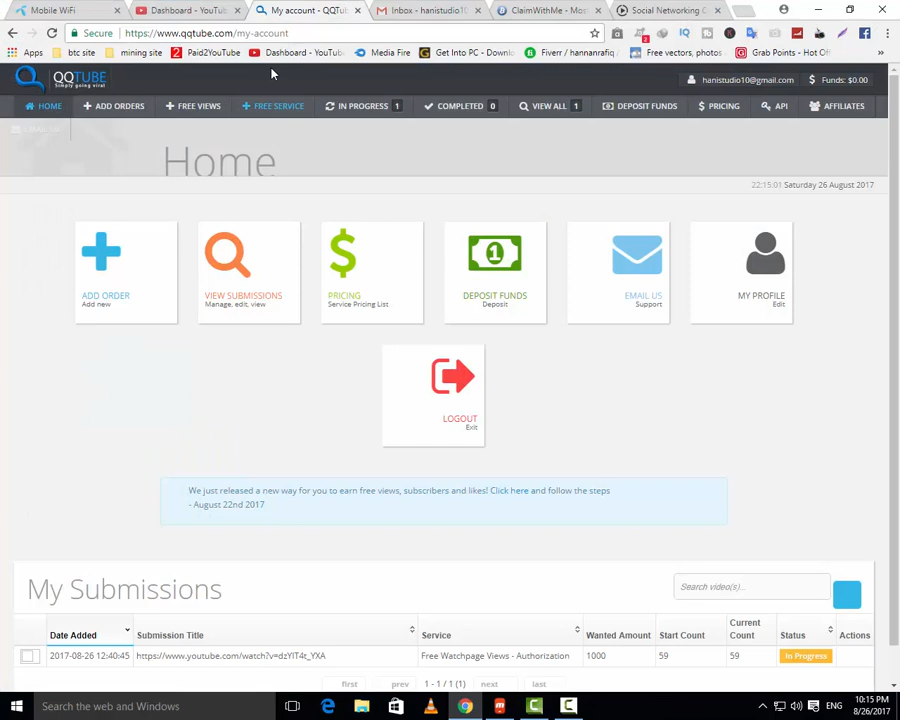 Mobile WiFi
Dashboard - YouTub
My account - QQTub
Inbox - hanistudio10
ClaimWithMe - Mos
Social Networking G
Secure
https://www.qqtube.com/my-account
Apps
btc site
mining site
Paid2YouTube
Dashboard - YouTub
Media Fire
Get Into PC - Downlo
Fiverr / hannanrafiq
Free vectors, photos
Grab Points - Hot Off
QQTUBE
Simply going viral
hanistudio10@gmail.com
Funds: $0.00
HOME
ADD ORDERS
FREE VIEWS
FREE SERVICE
IN PROGRESS 1
COMPLETED 0
VIEW ALL 1
DEPOSIT FUNDS
PRICING
API
AFFILIATES
Home
22:15:01 Saturday 26 August 2017
ADD ORDER
Add new
VIEW SUBMISSIONS
Manage, edit, view
PRICING
Service Pricing List
DEPOSIT FUNDS
Deposit
EMAIL US
Support
MY PROFILE
Edit
LOGOUT
Exit
We just released a new way for you to earn free views, subscribers and likes! Click here and follow the steps
- August 22nd 2017
My Submissions
Search video(s)...
Date Added
Submission Title
Service
Wanted Amount
Start Count
Current Count
Status
Actions
2017-08-26 12:40:45
https://www.youtube.com/watch?v=dzYIT4t_YXA
Free Watchpage Views - Authorization
1000
59
59
In Progress
first
prev
1 - 1 / 1 (1)
next
last
Search the web and Windows
ENG
10:15 PM
8/26/2017